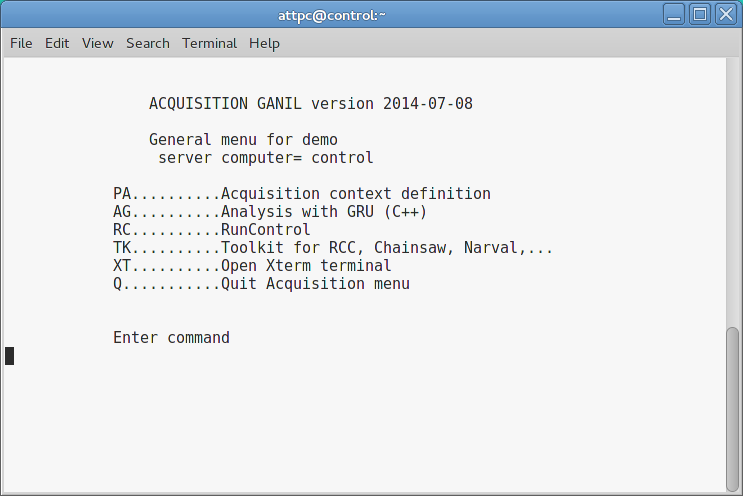 attpc@control:~
File Edit View Search Terminal Help
ACQUISITION GANIL version 2014-07-08
General menu for demo
server computer= control
PA..........Acquisition context definition
AG..........Analysis with GRU (C++)
RC..........RunControl
TK..........Toolkit for RCC, Chainsaw, Narval,...
XT..........Open Xterm terminal
Q...........Quit Acquisition menu
Enter command